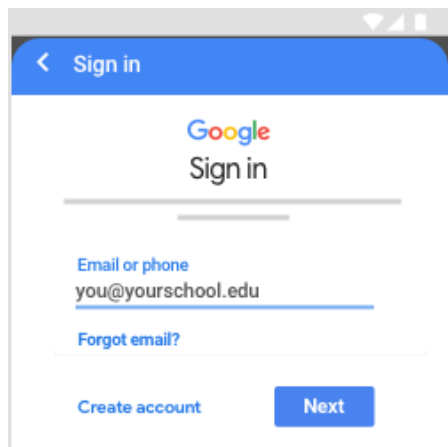 Sign in
Google
Sign in
Email or phone
you@yourschool.edu
Forgot email?
Create account Next